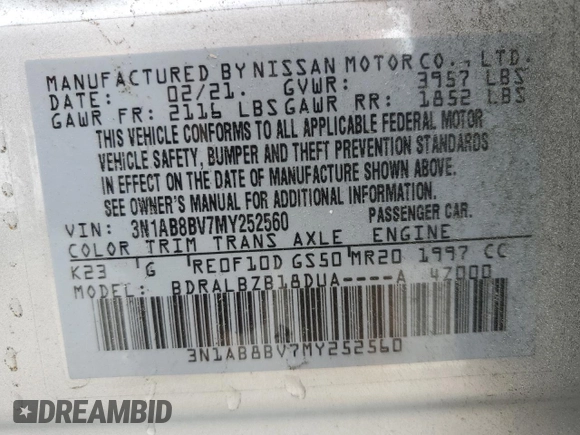 MANUFACTURED BY NISSAN MOTOR CO., LTD.
DATE: 02/21. GVWR: 3957 LBS
GAWR FR: 2116 LBS GAWR RR: 1852 LBS
THIS VEHICLE CONFORMS TO ALL APPLICABLE FEDERAL MOTOR
VEHICLE SAFETY, BUMPER AND THEFT PREVENTION STANDARDS
IN EFFECT ON THE DATE OF MANUFACTURE SHOWN ABOVE.
SEE OWNER'S MANUAL FOR ADDITIONAL INFORMATION.
VIN: 3N1AB8BV7MY252560 PASSENGER CAR.
COLOR TRIM TRANS AXLE ENGINE
K23 G RE0F10D GS50 MR20 1997 CC
MODEL: BDRALBZB18DUA----A 4Z000
3N1AB8BV7MY252560
DREAMBID